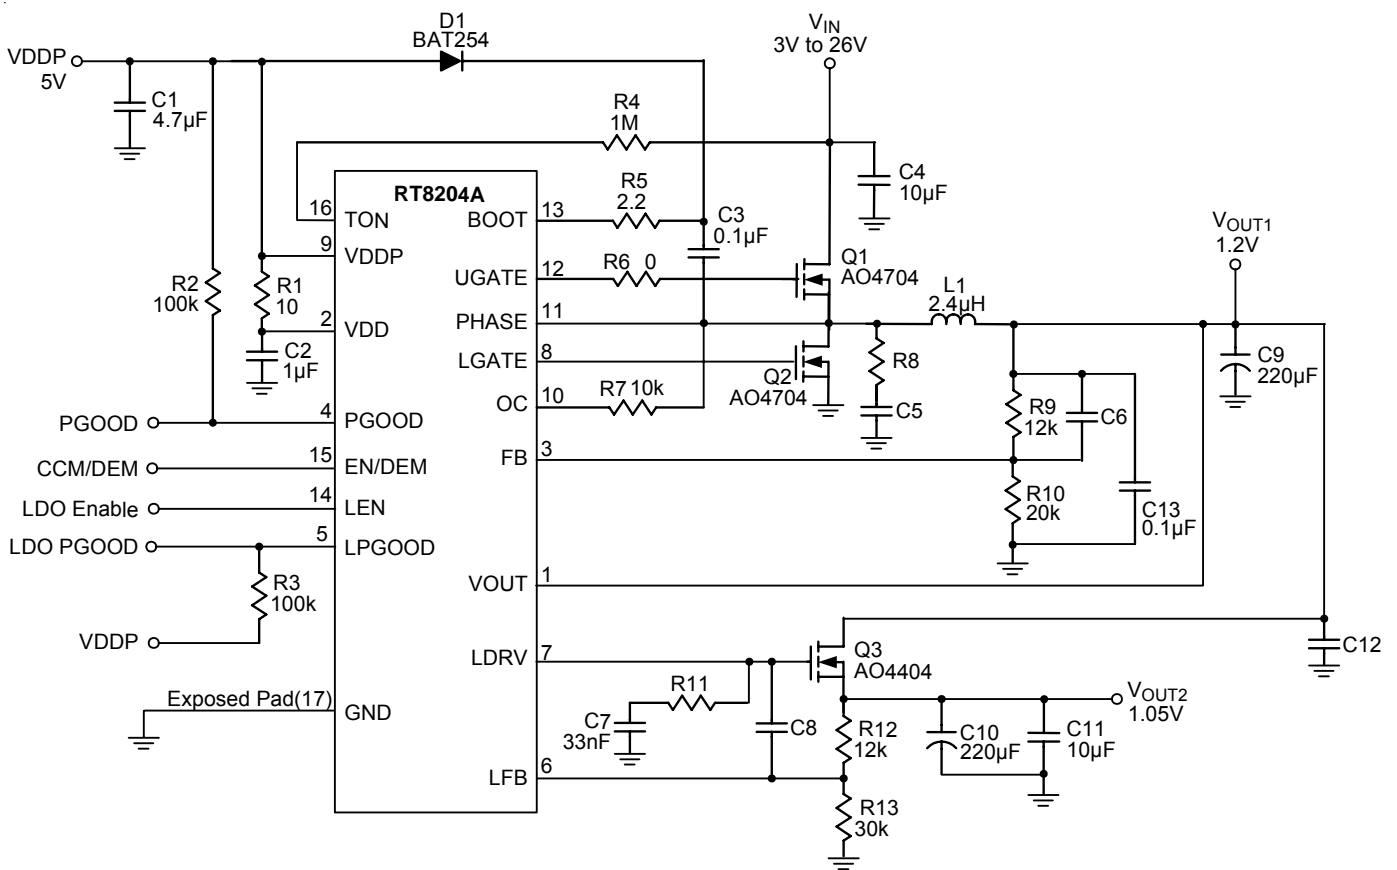 D1
BAT254
VIN
3V to 26V
VDDP
5V
C1
4.7µF
R4
1M
C4
10µF
RT8204A
R5
2.2
C3
0.1µF
16
TON
BOOT
13
VOUT1
1.2V
9
VDDP
R2
100k
R1
10
UGATE
12
R6 0
Q1
AO4704
L1
2.4µH
2
VDD
PHASE
11
C2
1µF
LGATE
8
Q2
AO4704
R8
C9
220µF
OC
10
R7 10k
C5
R9
12k
C6
PGOOD
4
PGOOD
CCM/DEM
15
EN/DEM
FB
3
LDO Enable
14
LEN
R10
20k
C13
0.1µF
LDO PGOOD
5
LPGOOD
R3
100k
VOUT
1
VDDP
LDRV
7
Q3
AO4404
C12
Exposed Pad(17)
GND
R11
VOUT2
1.05V
C7
33nF
C8
R12
12k
C10
220µF
C11
10µF
LFB
6
R13
30k